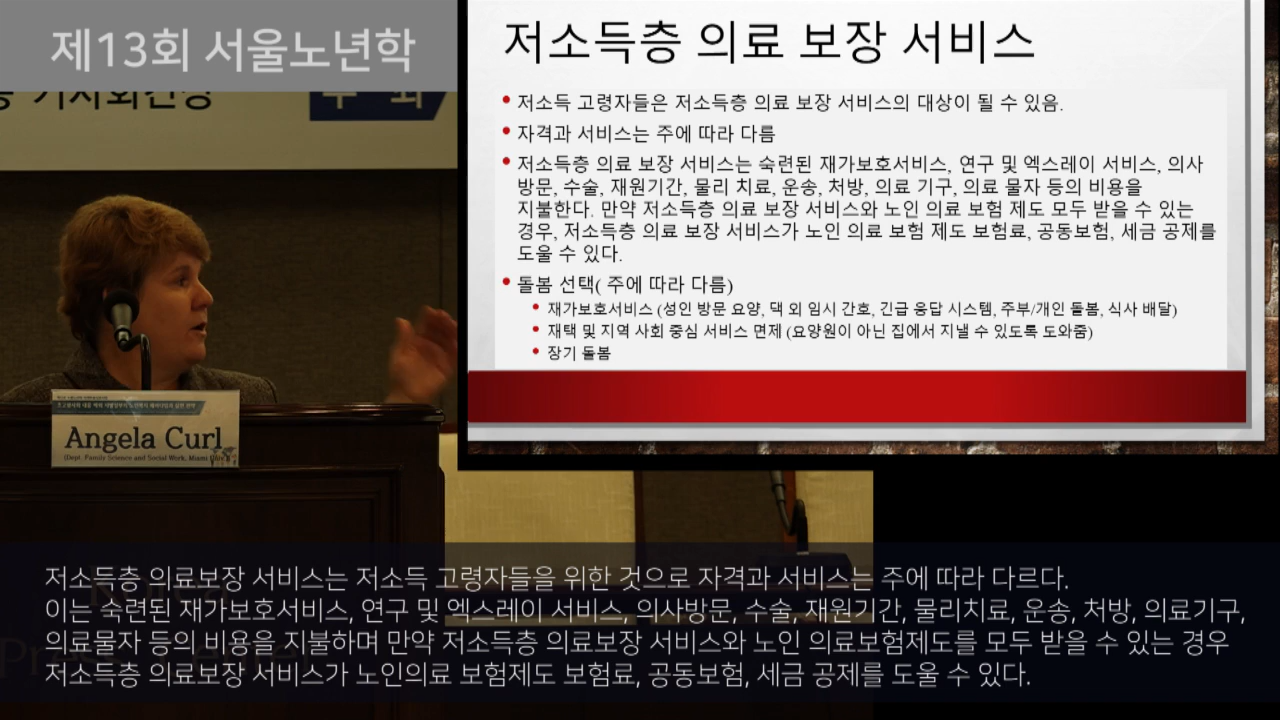 제13회 서울노년학
저소득층 의료 보장 서비스
• 저소득 고령자들은 저소득층 의료 보장 서비스의 대상이 될 수 있음.
• 자격과 서비스는 주에 따라 다름
• 저소득층 의료 보장 서비스는 숙련된 재가보호서비스, 연구 및 엑스레이 서비스, 의사
방문, 수술, 재원기간, 물리 치료, 운송, 처방, 의료 기구, 의료 물자 등의 비용을
지불한다. 만약 저소득층 의료 보장 서비스와 노인 의료 보험 제도 모두 받을 수 있는
경우, 저소득층 의료 보장 서비스가 노인 의료 보험 제도 보험료, 공동보험, 세금 공제를
도울 수 있다.
• 돌봄 선택( 주에 따라 다름)
• 재가보호서비스 (성인 방문 요양, 댁 외 임시 간호, 긴급 응답 시스템, 주부/개인 돌봄, 식사 배달)
• 재택 및 지역 사회 중심 서비스 면제 (요양원이 아닌 집에서 지낼 수 있도록 도와줌)
• 장기 돌봄
Angela Curl
(Dept. Family Science and Social Work, Miami Univ.)
저소득층 의료보장 서비스는 저소득 고령자들을 위한 것으로 자격과 서비스는 주에 따라 다르다.
이는 숙련된 재가보호서비스, 연구 및 엑스레이 서비스, 의사방문, 수술, 재원기간, 물리치료, 운송, 처방, 의료기구,
의료물자 등의 비용을 지불하며 만약 저소득층 의료보장 서비스와 노인 의료보험제도를 모두 받을 수 있는 경우
저소득층 의료보장 서비스가 노인의료 보험제도 보험료, 공동보험, 세금 공제를 도울 수 있다.